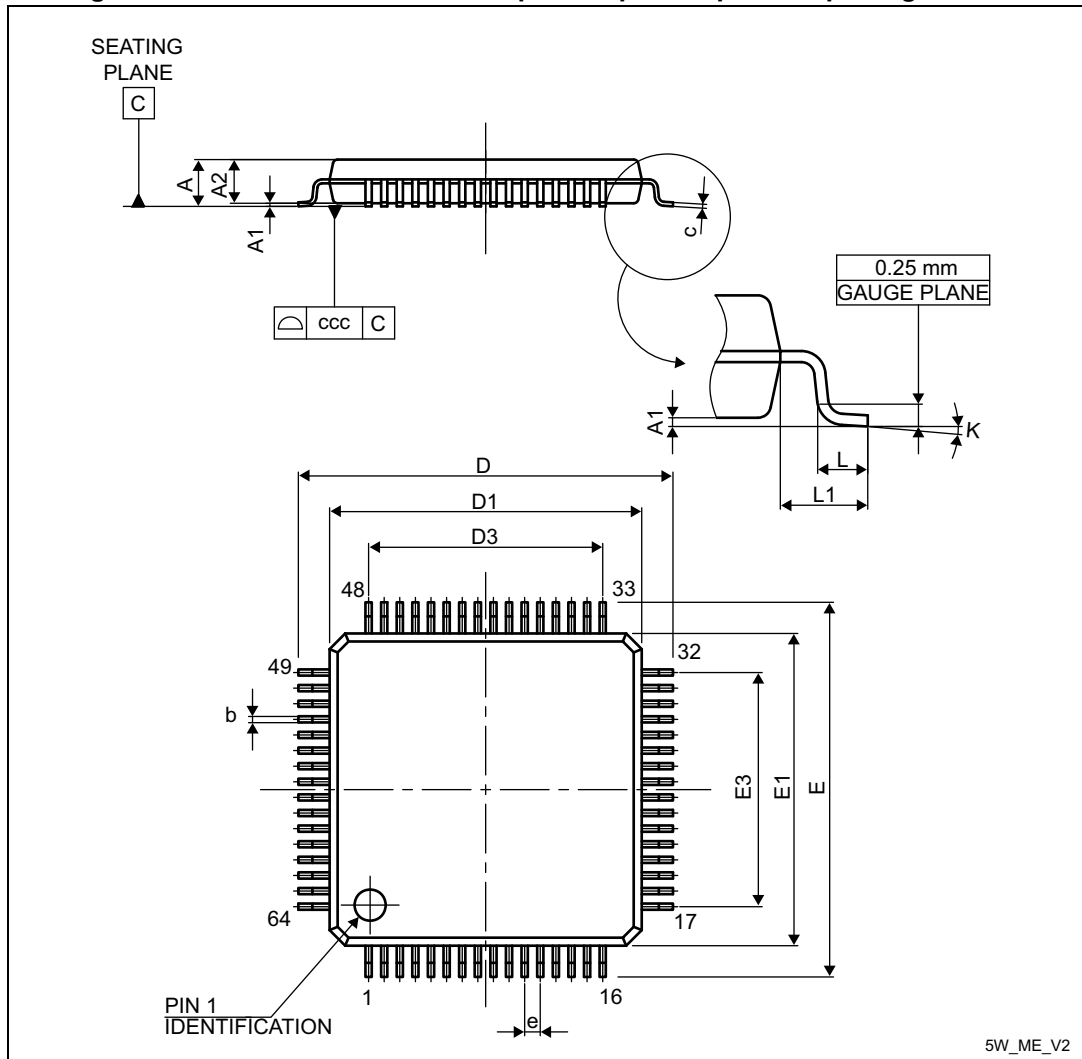 SEATING
PLANE
C
A
A2
A1
c
ccc C
0.25 mm
GAUGE PLANE
A1
K
L
L1
D
D1
D3
48
33
49
32
b
E3
E1
E
64
17
PIN 1
IDENTIFICATION
1
16
e
5W_ME_V2